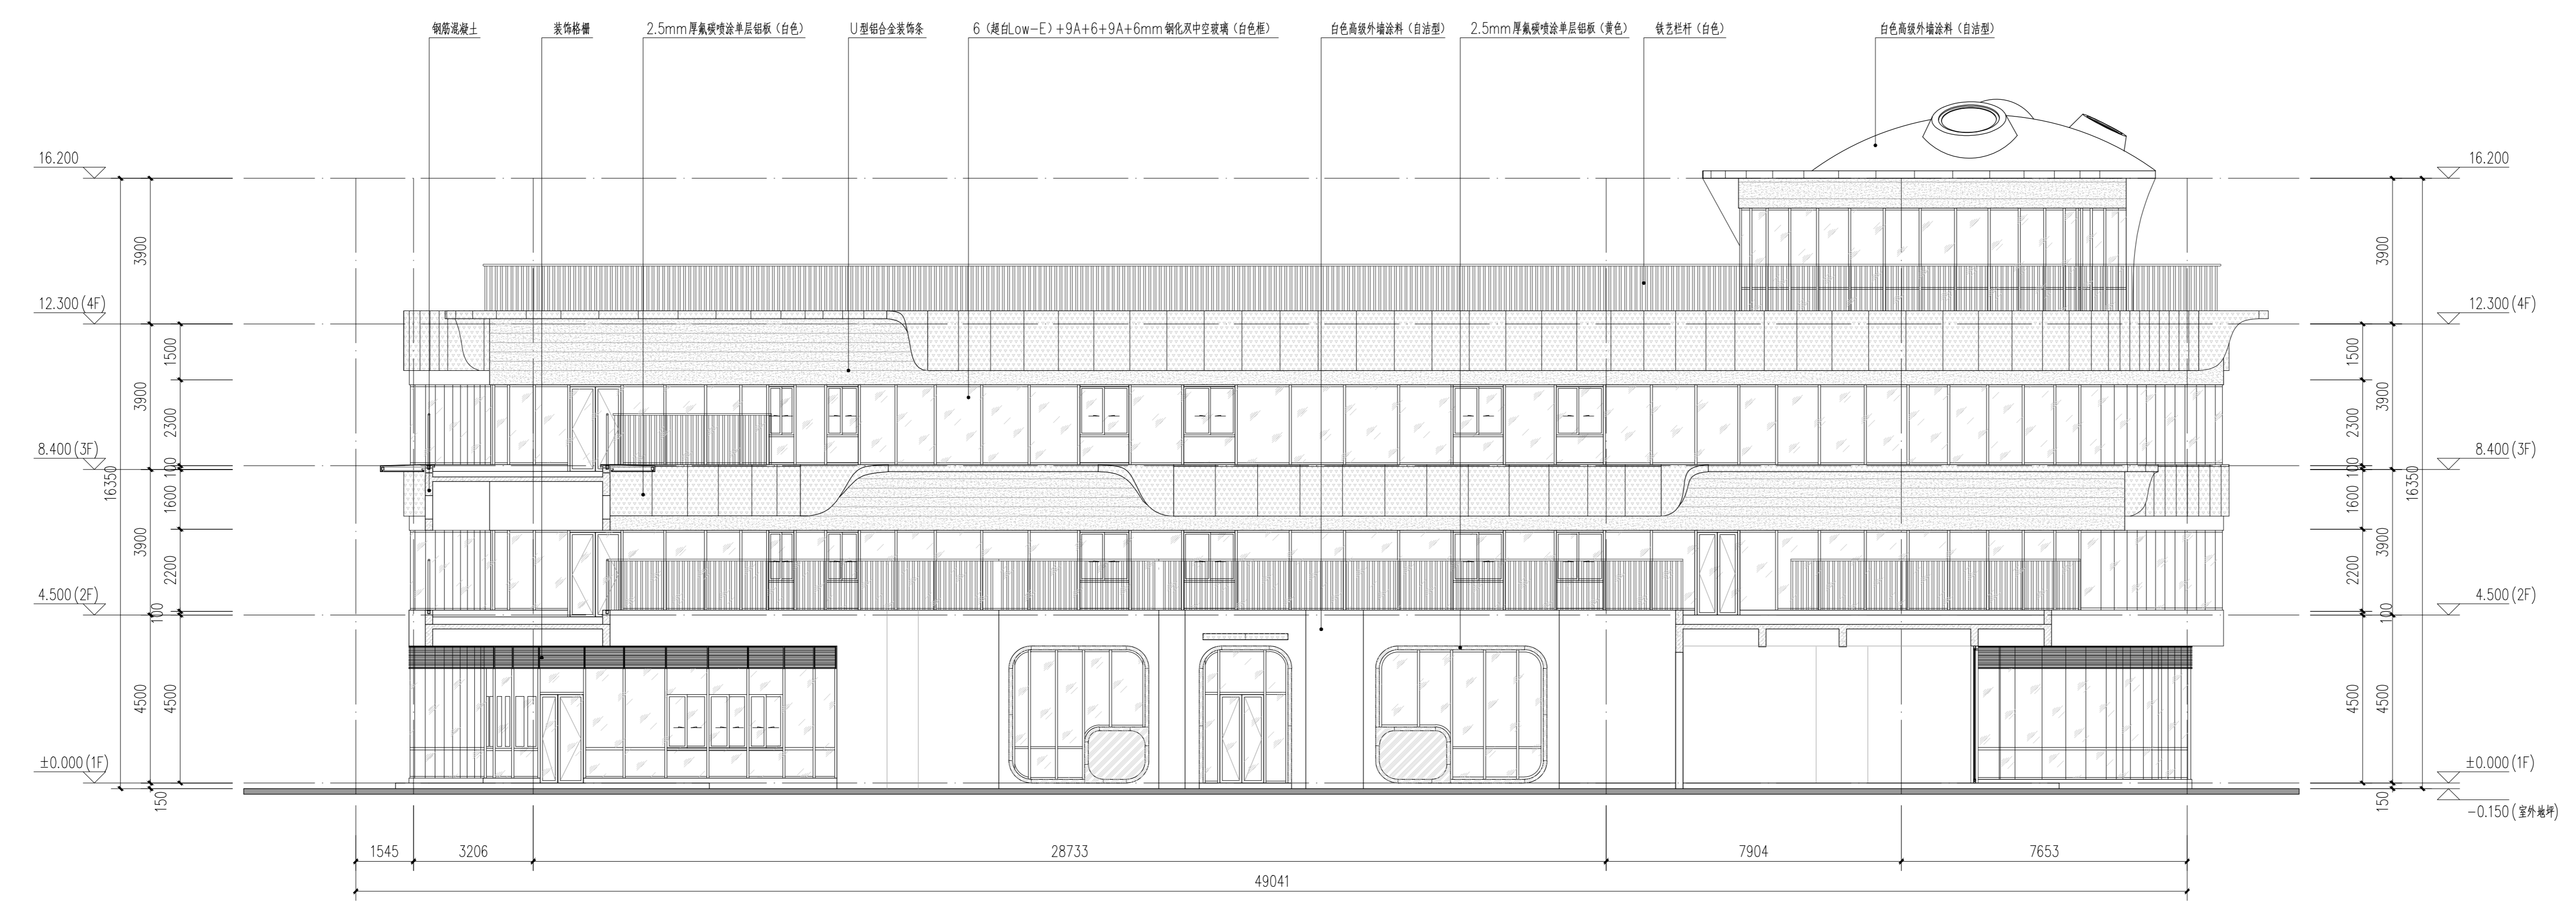 钢筋混凝土
装饰格栅
2.5mm厚氟碳喷涂单层铝板（白色）
U型铝合金装饰条
6（超白Low-E）+9A+6+9A+6mm钢化双中空玻璃（白色框）
白色高级外墙涂料（自洁型）
2.5mm厚氟碳喷涂单层铝板（黄色）
铁艺栏杆（白色）
白色高级外墙涂料（自洁型）
16.200
12.300(4F)
8.400(3F)
4.500(2F)
±0.000(1F)
16350
3900
3900
3900
4500
150
1500
2300
100
1600
2200
100
4500
16.200
12.300(4F)
8.400(3F)
4.500(2F)
±0.000(1F)
-0.150(室外地坪)
1500
2300
100
1600
2200
100
4500
3900
3900
3900
4500
150
16350
1545
3206
28733
7904
7653
49041